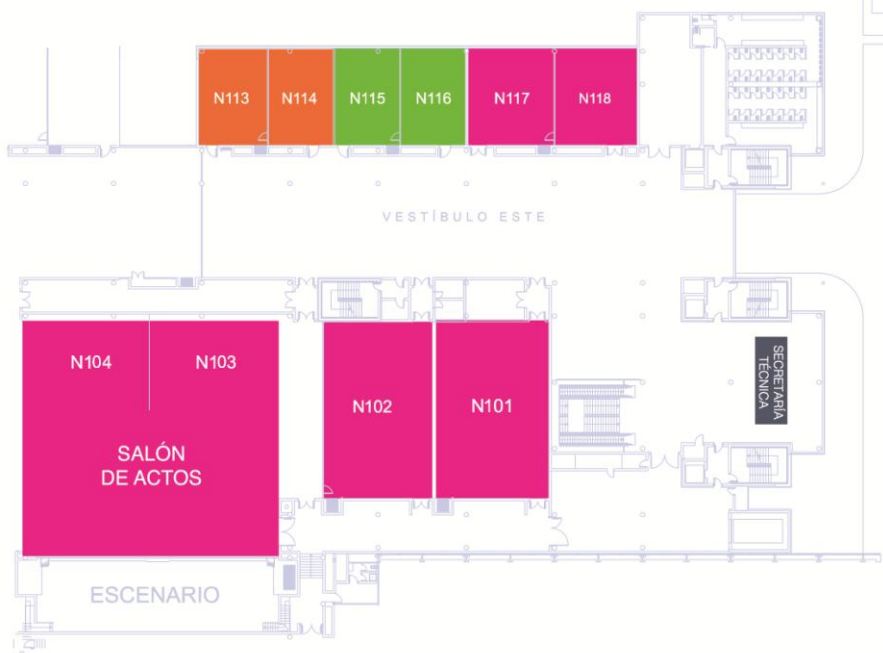 N113
N114
N115
N116
N117
N118
VESTÍBULO ESTE
N104
N103
N102
N101
SECRETARÍA
TÉCNICA
SALÓN
DE ACTOS
ESCENARIO